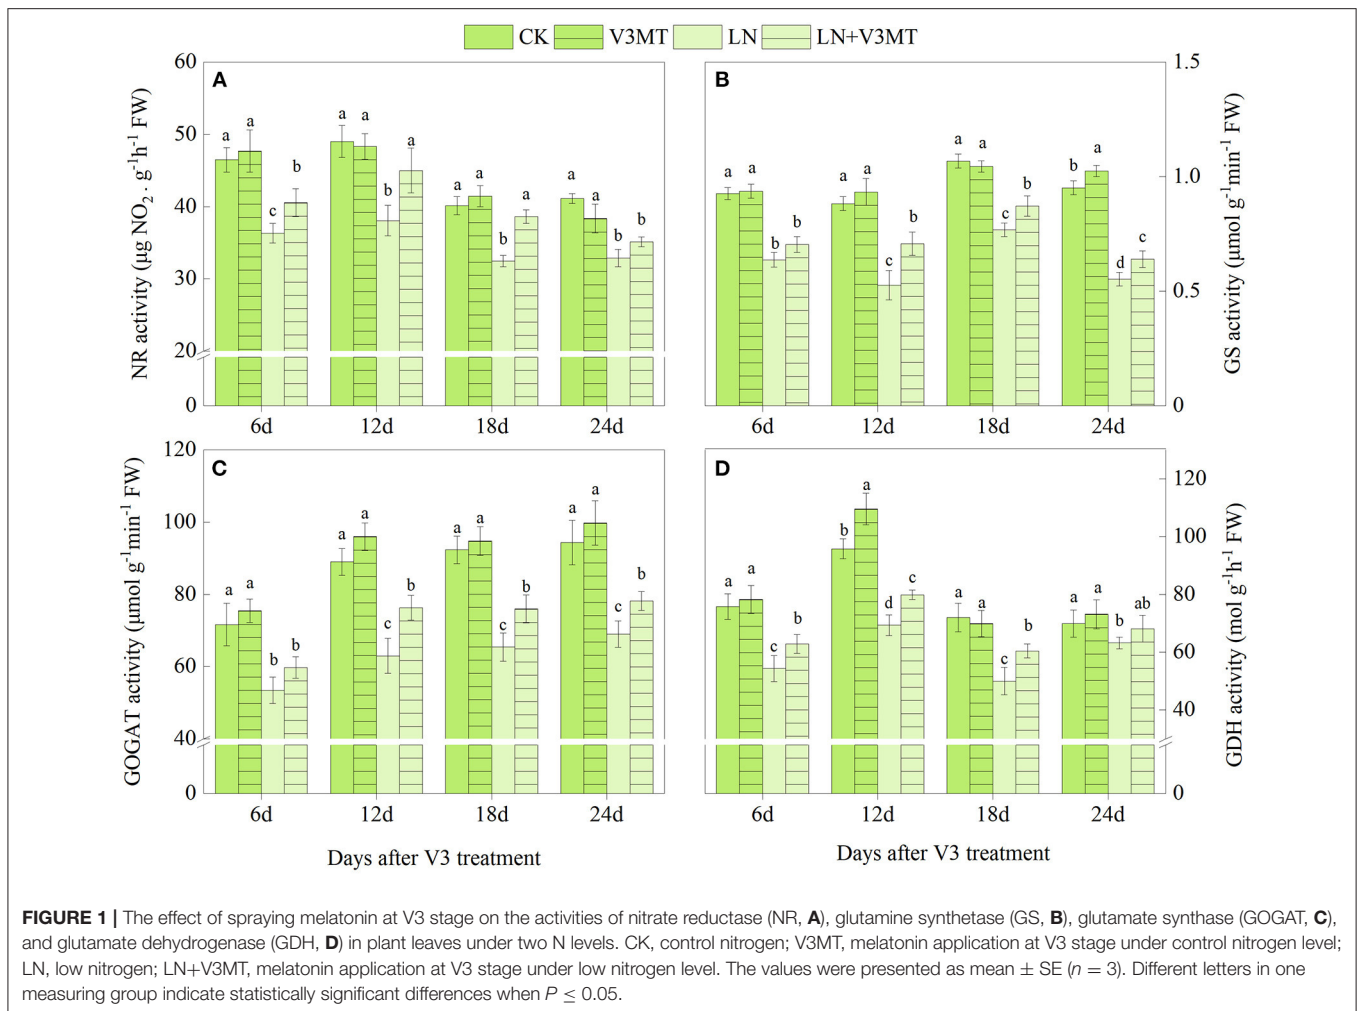 CK V3MT LN LN+V3MT
A
NR activity (µg NO₂ . g⁻¹h⁻¹ FW)
60
50
40
30
20
0
a a c b
a a b a
a a b a
a a b b
6d 12d 18d 24d
B
GS activity (µmol g⁻¹min⁻¹ FW)
1.5
1.0
0.5
0
a a b b
a a c b
a a c b
b a d c
6d 12d 18d 24d
C
GOGAT activity (µmol g⁻¹min⁻¹ FW)
120
100
80
60
40
0
a a b b
a a c b
a a c b
a a c b
6d 12d 18d 24d
Days after V3 treatment
D
GDH activity (mol g⁻¹h⁻¹ FW)
120
100
80
60
40
0
a a c b
b a d c
a a c b
a a b ab
6d 12d 18d 24d
Days after V3 treatment
FIGURE 1 | The effect of spraying melatonin at V3 stage on the activities of nitrate reductase (NR, A), glutamine synthetase (GS, B), glutamate synthase (GOGAT, C),
and glutamate dehydrogenase (GDH, D) in plant leaves under two N levels. CK, control nitrogen; V3MT, melatonin application at V3 stage under control nitrogen level;
LN, low nitrogen; LN+V3MT, melatonin application at V3 stage under low nitrogen level. The values were presented as mean ± SE (n = 3). Different letters in one
measuring group indicate statistically significant differences when P ≤ 0.05.